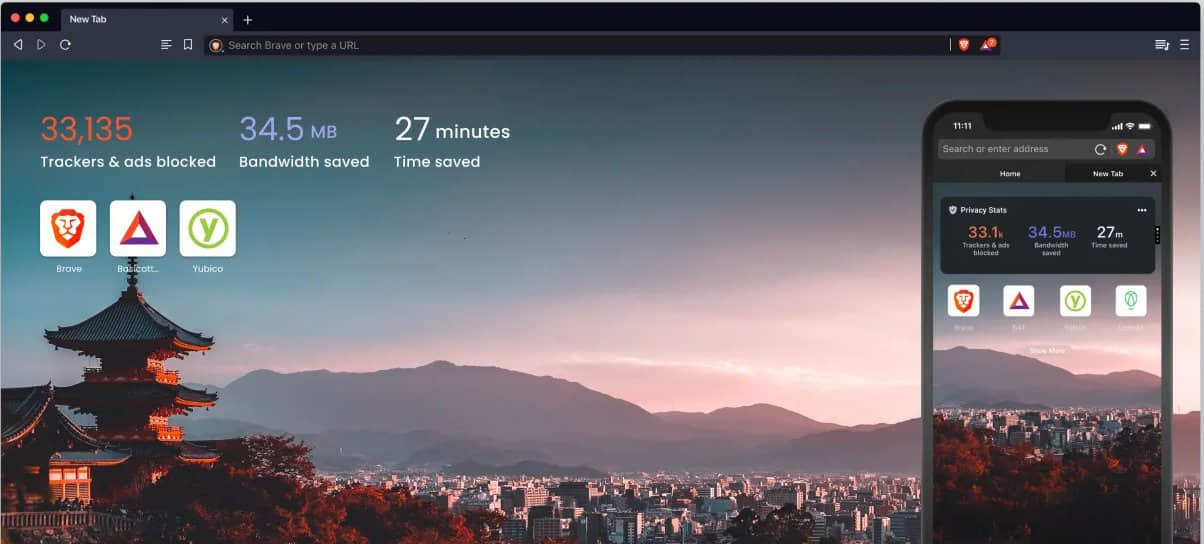 New Tab
Search Brave or type a URL
7
33,135
34.5 MB
27 minutes
Trackers & ads blocked
Bandwidth saved
Time saved
Brave
Basicatt...
Yubico
11:11
Search or enter address
Home
New Tab
Privacy Stats
33.1k
34.5MB
27m
Trackers & ads
blocked
Bandwidth
saved
Time saved
Brave
BAT
Yubico
Show More